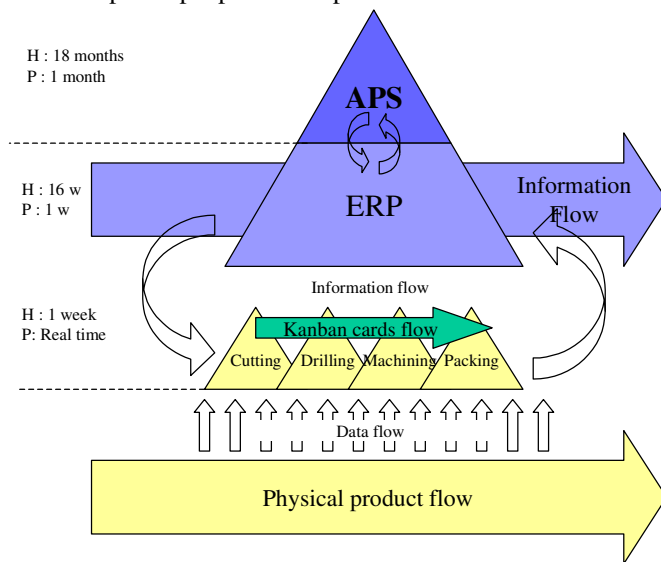 H : 18 months
P : 1 month
APS
H : 16 w
P : 1 w
ERP
Information
Flow
Information flow
H : 1 week
P: Real time
Kanban cards flow
Cutting
Drilling
Machining
Packing
Data flow
Physical product flow